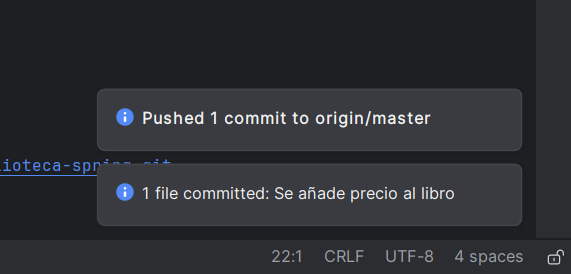 Pushed 1 commit to origin/master
1 file committed: Se añade precio al libro
22:1 CRLF UTF-8 4 spaces